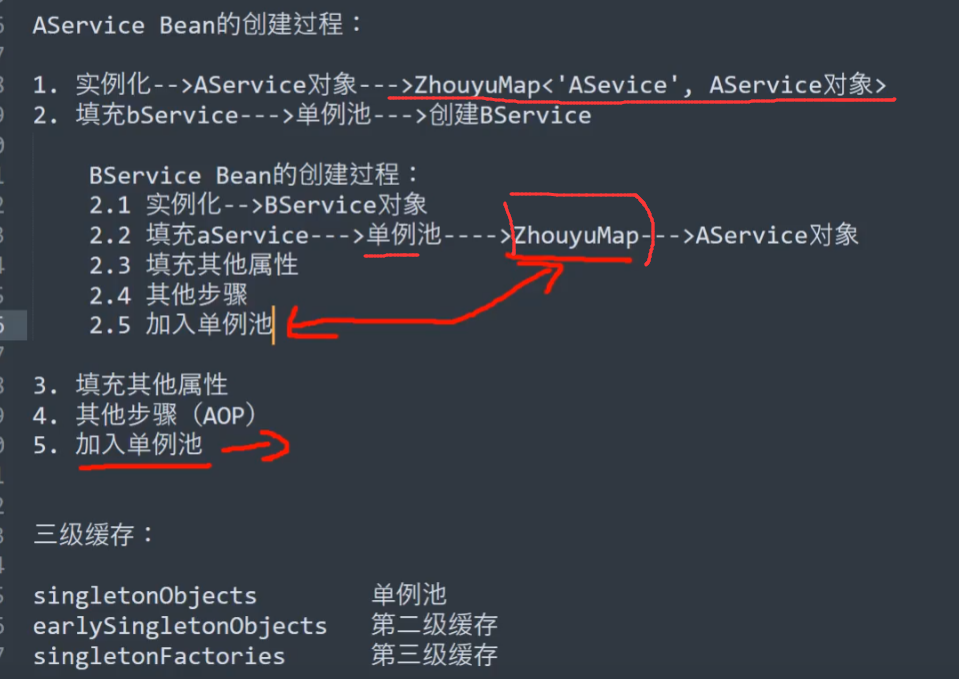 AService Bean的创建过程：
1. 实例化-->AService对象--->ZhouyuMap<'ASevice', AService对象>
2. 填充bService--->单例池--->创建BService
BService Bean的创建过程：
2.1 实例化-->BService对象
2.2 填充aService--->单例池---->ZhouyuMap---->AService对象
2.3 填充其他属性
2.4 其他步骤
2.5 加入单例池
3. 填充其他属性
4. 其他步骤（AOP）
5. 加入单例池
三级缓存：
singletonObjects 单例池
earlySingletonObjects 第二级缓存
singletonFactories 第三级缓存